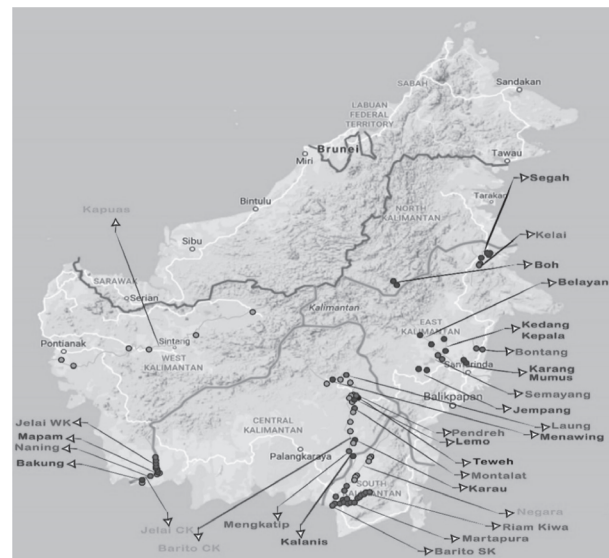 SABAH
Sandakan
LABUAN
FEDERAL
TERRITORY
Brunei
Miri
Tawau
Segah
Tarakan
Kapuas
Bintulu
NORTH
KALIMANTAN
Kelai
Sibu
Boh
Belayan
SARAWAK
Serian
Kalimantan
EAST
KALIMANTAN
Kedang
Kepala
Pontianak
Sintang
Bontang
WEST
KALIMANTAN
Samarinda
Karang
Mumus
Semayang
Balikpapan
Jempang
Jelai WK
CENTRAL
KALIMANTAN
Laung
Mapam
Pendreh
Menawing
Naning
Lemo
Palangkaraya
Bakung
Teweh
Montalat
Karau
SOUTH
KALIMANTAN
Negara
Jelai CK
Mengkatip
Riam Kiwa
Barito CK
Kalanis
Martapura
Barito SK